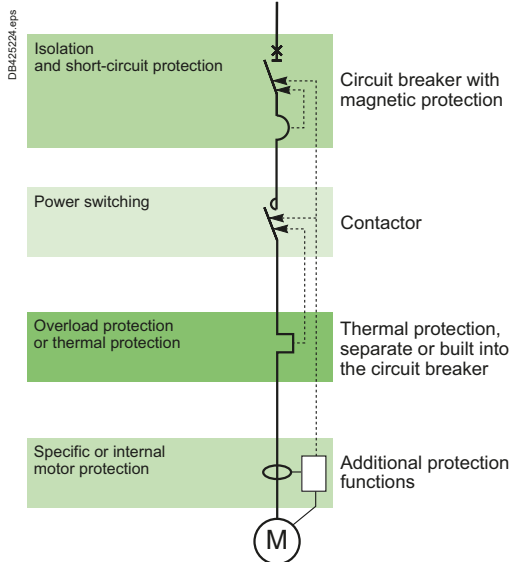 DB425224.eps
Isolation
and short-circuit protection
Circuit breaker with
magnetic protection
Power switching
Contactor
Overload protection
or thermal protection
Thermal protection,
separate or built into
the circuit breaker
Specific or internal
motor protection
Additional protection
functions
M